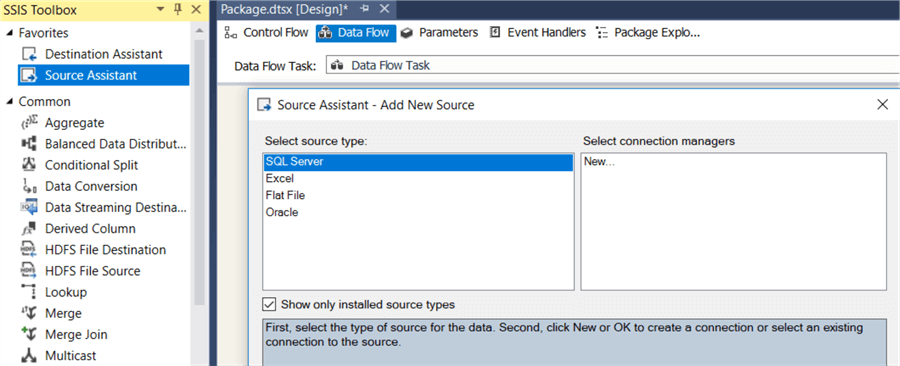 SSIS Toolbox
Favorites
Destination Assistant
Source Assistant
Common
Aggregate
Balanced Data Distribut...
Conditional Split
Data Conversion
Data Streaming Destina...
Derived Column
HDFS File Destination
HDFS File Source
Lookup
Merge
Merge Join
Multicast
Package.dtsx [Design]*
Control Flow Data Flow Parameters Event Handlers Package Explo...
Data Flow Task: Data Flow Task
Source Assistant - Add New Source
Select source type:
SQL Server
Excel
Flat File
Oracle
Select connection managers
New...
Show only installed source types
First, select the type of source for the data. Second, click New or OK to create a connection or select an existing
connection to the source.